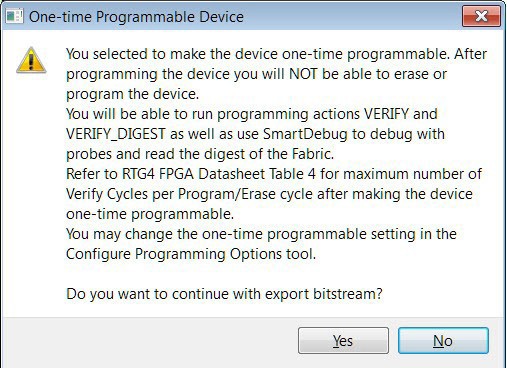 One-time Programmable Device
You selected to make the device one-time programmable. After
programming the device you will NOT be able to erase or
program the device.
You will be able to run programming actions VERIFY and
VERIFY_DIGEST as well as use SmartDebug to debug with
probes and read the digest of the Fabric.
Refer to RTG4 FPGA Datasheet Table 4 for maximum number of
Verify Cycles per Program/Erase cycle after making the device
one-time programmable.
You may change the one-time programmable setting in the
Configure Programming Options tool.
Do you want to continue with export bitstream?
Yes No